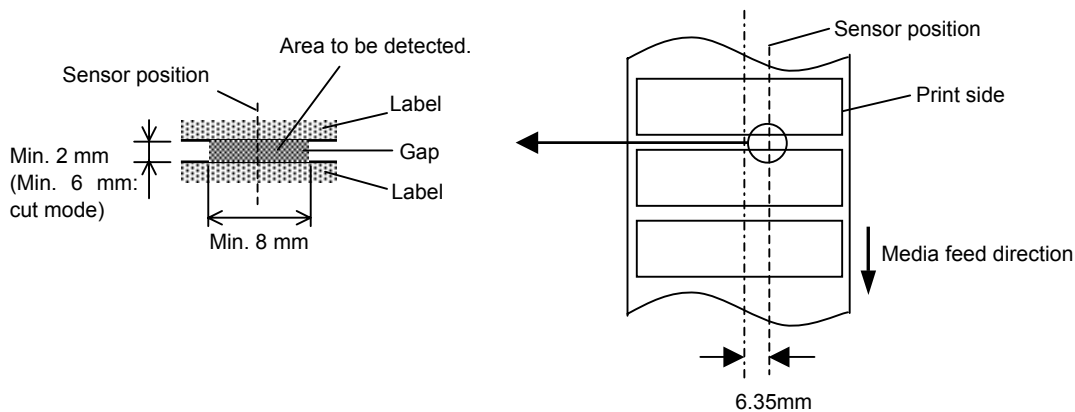 Area to be detected.
Sensor position
Label
Gap
Label
Min. 2 mm
(Min. 6 mm:
cut mode)
Min. 8 mm
Sensor position
Print side
Media feed direction
6.35mm